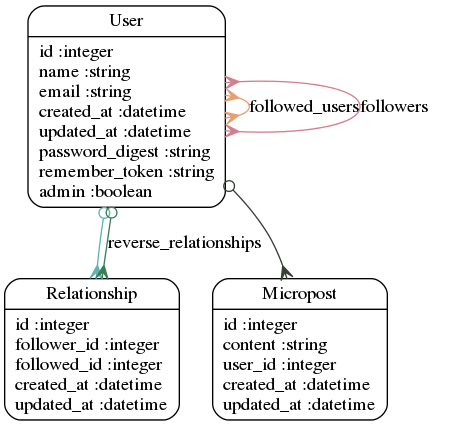 User
id :integer
name :string
email :string
created_at :datetime
updated_at :datetime
password_digest :string
remember_token :string
admin :boolean
followed_users
followers
reverse_relationships
Relationship
id :integer
follower_id :integer
followed_id :integer
created_at :datetime
updated_at :datetime
Micropost
id :integer
content :string
user_id :integer
created_at :datetime
updated_at :datetime